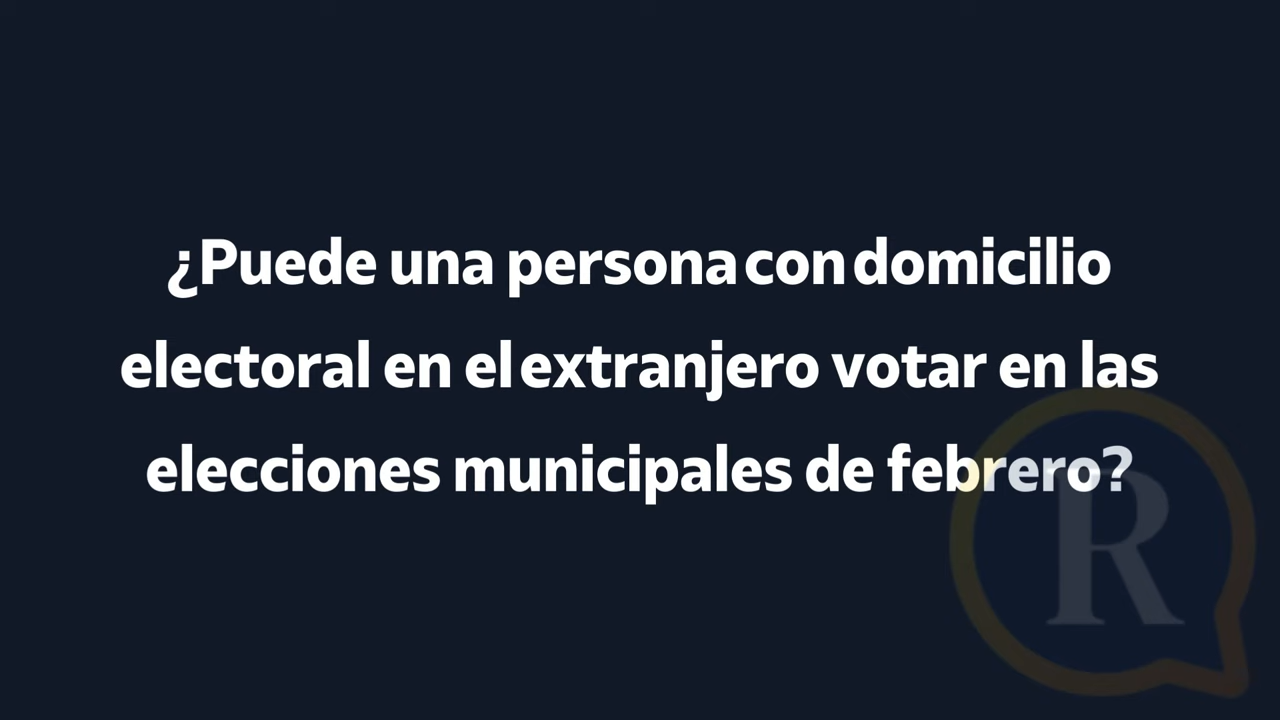 ¿Puede una persona con domicilio
electoral en el extranjero votar en las
elecciones municipales de febrero?
R